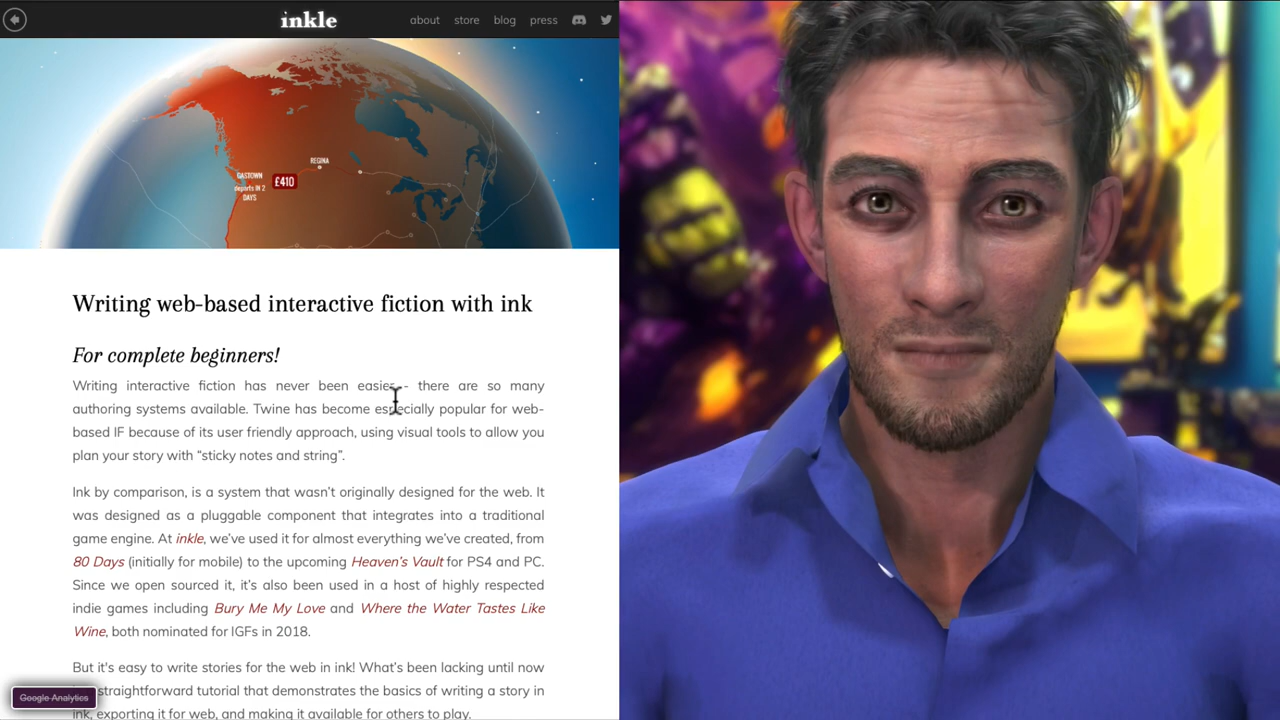 inkle
about store blog press
REGINA
GASTOWN
departs IN 2
DAYS
£410
Writing web-based interactive fiction with ink
For complete beginners!
Writing interactive fiction has never been easier - there are so many
authoring systems available. Twine has become especially popular for web-
based IF because of its user friendly approach, using visual tools to allow you
plan your story with “sticky notes and string”.
Ink by comparison, is a system that wasn’t originally designed for the web. It
was designed as a pluggable component that integrates into a traditional
game engine. At inkle, we’ve used it for almost everything we’ve created, from
80 Days (initially for mobile) to the upcoming Heaven’s Vault for PS4 and PC.
Since we open sourced it, it’s also been used in a host of highly respected
indie games including Bury Me My Love and Where the Water Tastes Like
Wine, both nominated for IGFs in 2018.
But it's easy to write stories for the web in ink! What’s been lacking until now
straightforward tutorial that demonstrates the basics of writing a story in
ink, exporting it for web, and making it available for others to play.
Google Analytics